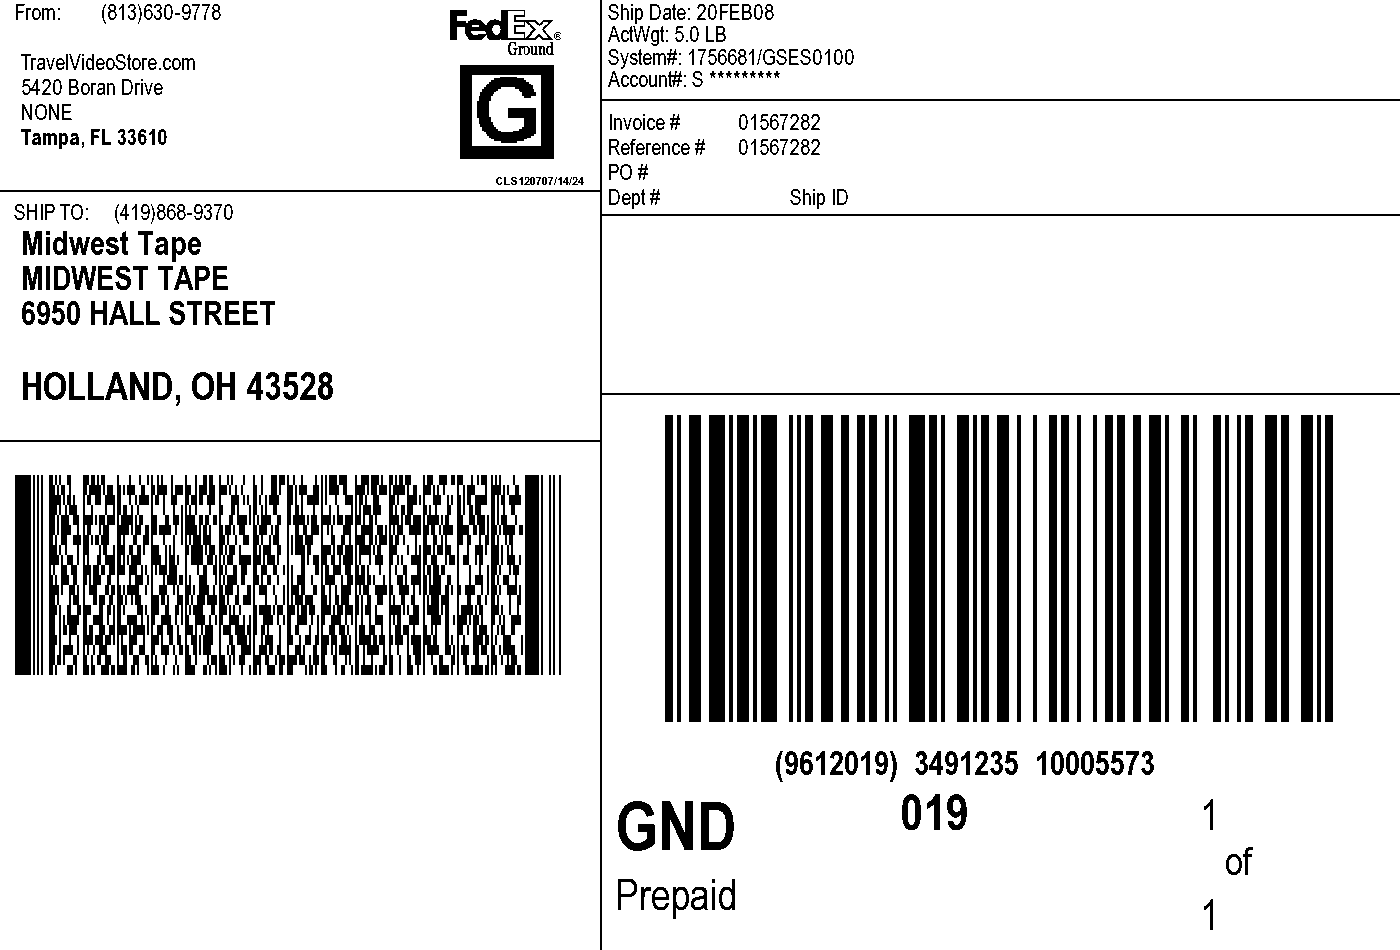 From: (813)630-9778
TravelVideoStore.com
5420 Boran Drive
NONE
Tampa, FL 33610
FedEx®
Ground
G
CLS120707/14/24
Ship Date: 20FEB08
ActWgt: 5.0 LB
System#: 1756681/GSES0100
Account#: S *********
Invoice # 01567282
Reference # 01567282
PO #
Dept # Ship ID
SHIP TO: (419)868-9370
Midwest Tape
MIDWEST TAPE
6950 HALL STREET
HOLLAND, OH 43528
(9612019) 3491235 10005573
GND 019 1
of
Prepaid 1